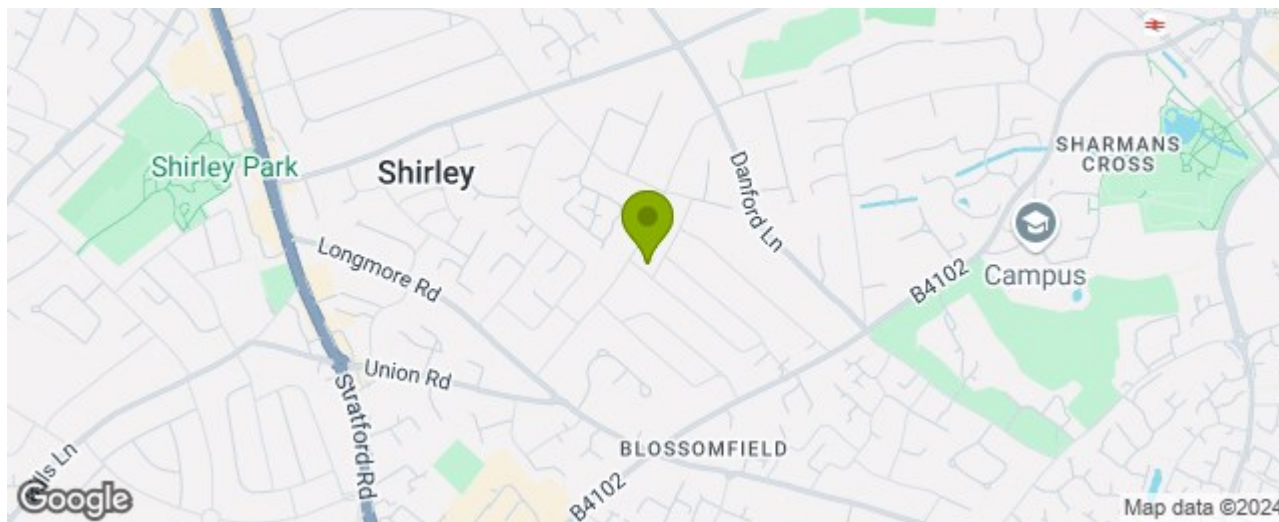 SHARMANS
CROSS
Shirley Park
Shirley
Danford Ln
Longmore Rd
Campus
B4102
Union Rd
Stratford Rd
BLOSSOMFIELD
B4102
Google
Map data ©2024